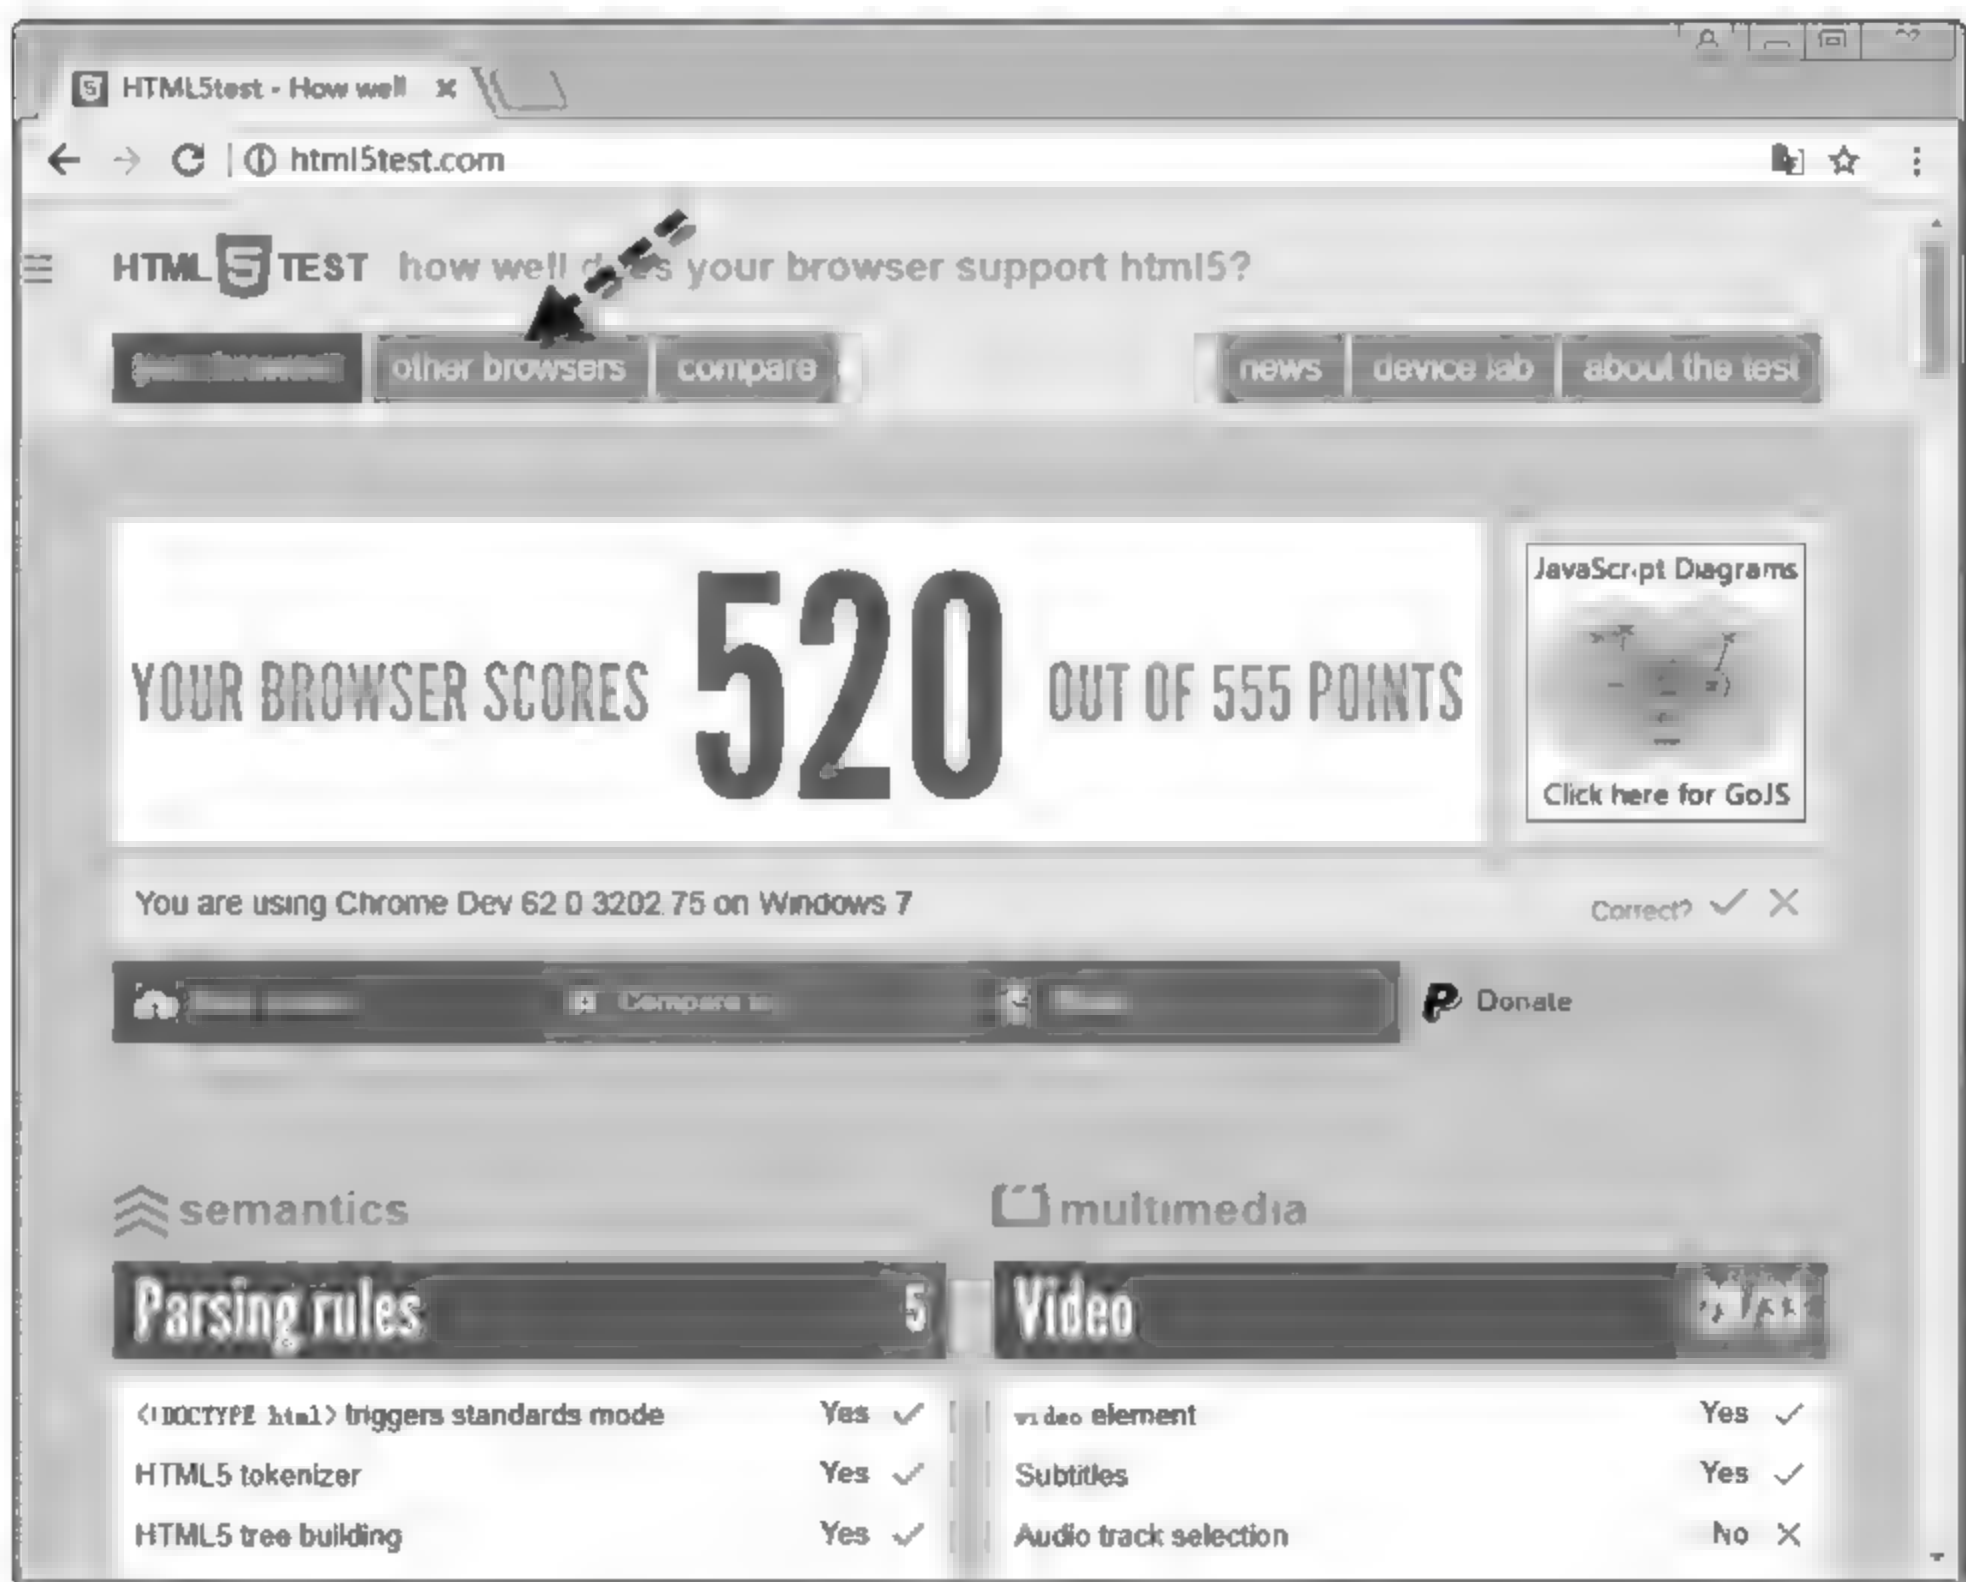 HTML5test - How well
html5test.com
HTML 5 TEST how well does your browser support html5?
other browsers compare news device lab about the test
YOUR BROWSER SCORES 520 OUT OF 555 POINTS
JavaScript Diagrams
Click here for GoJS
You are using Chrome Dev 62.0.3202.75 on Windows 7 Correct?
Compare to Donate
semantics multimedia
Parsing rules 5 Video
<!DOCTYPE html> triggers standards mode Yes video element Yes
HTML5 tokenizer Yes Subtitles Yes
HTML5 tree building Yes Audio track selection No